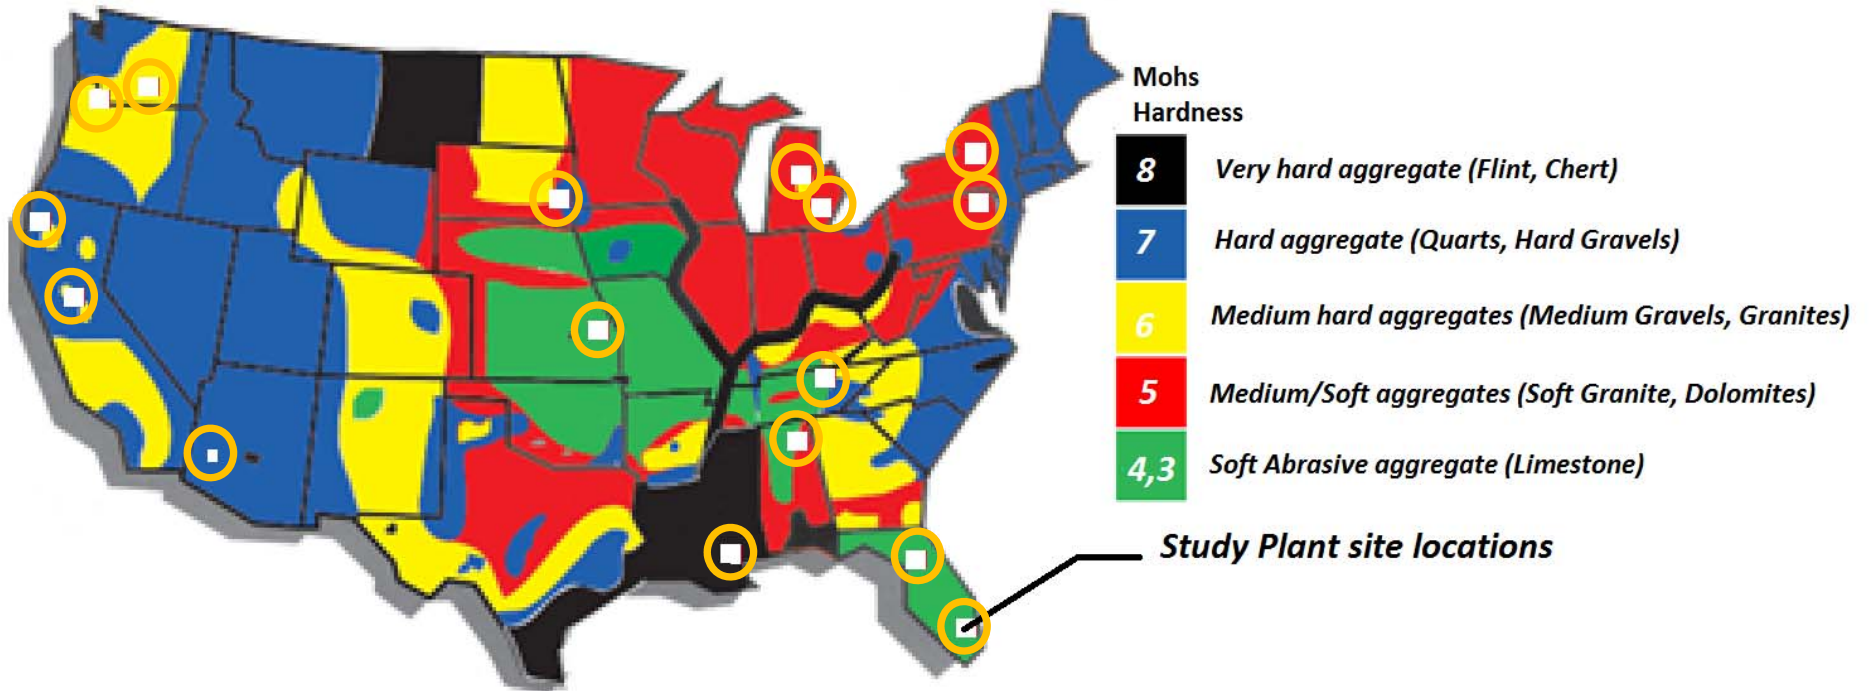 Mohs
Hardness
8 Very hard aggregate (Flint, Chert)
7 Hard aggregate (Quarts, Hard Gravels)
6 Medium hard aggregates (Medium Gravels, Granites)
5 Medium/Soft aggregates (Soft Granite, Dolomites)
4,3 Soft Abrasive aggregate (Limestone)
Study Plant site locations